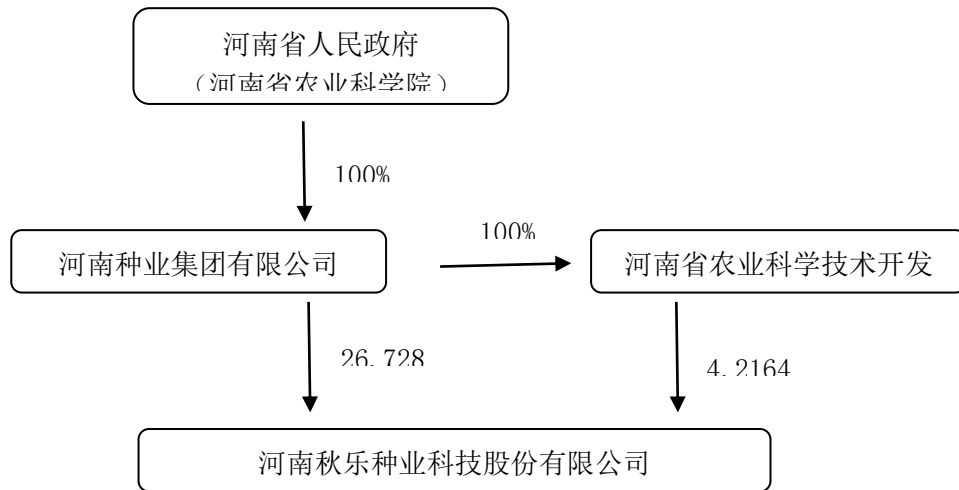 河南省人民政府
（河南省农业科学院）
100%
100%
河南种业集团有限公司
河南省农业科学技术开发
26.728
4.2164
河南秋乐种业科技股份有限公司